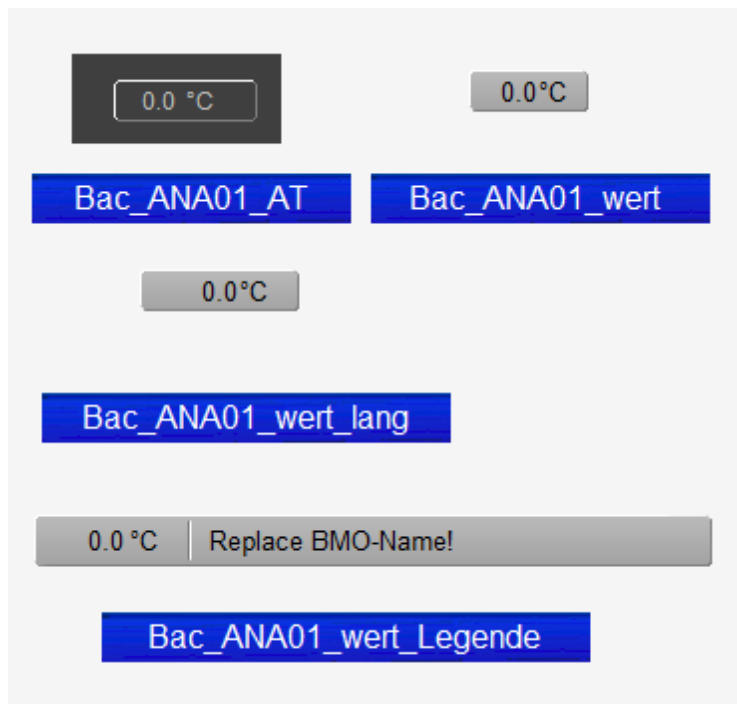 0.0 °C
0.0°C
Bac_ANA01_AT
Bac_ANA01_wert
0.0°C
Bac_ANA01_wert_lang
0.0 °C Replace BMO-Name!
Bac_ANA01_wert_Legende